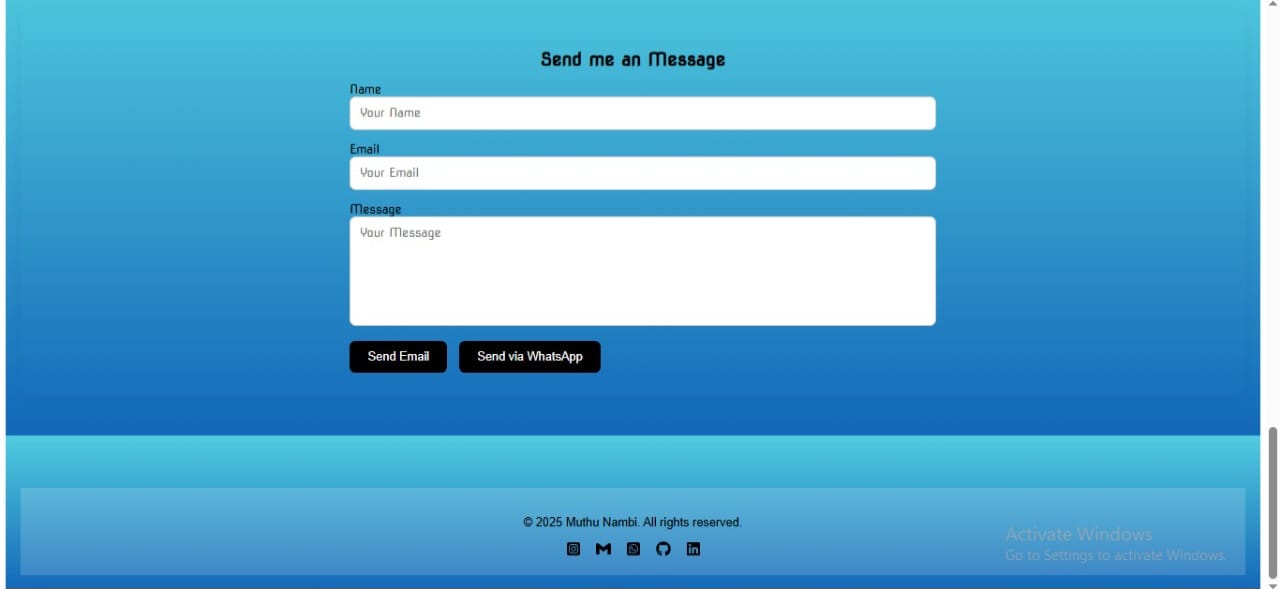 Send me an Message
Name
Your Name
Email
Your Email
Message
Your Message
Send Email Send via WhatsApp
© 2025 Muthu Nambi. All rights reserved.
Activate Windows
Go to Settings to activate Windows.